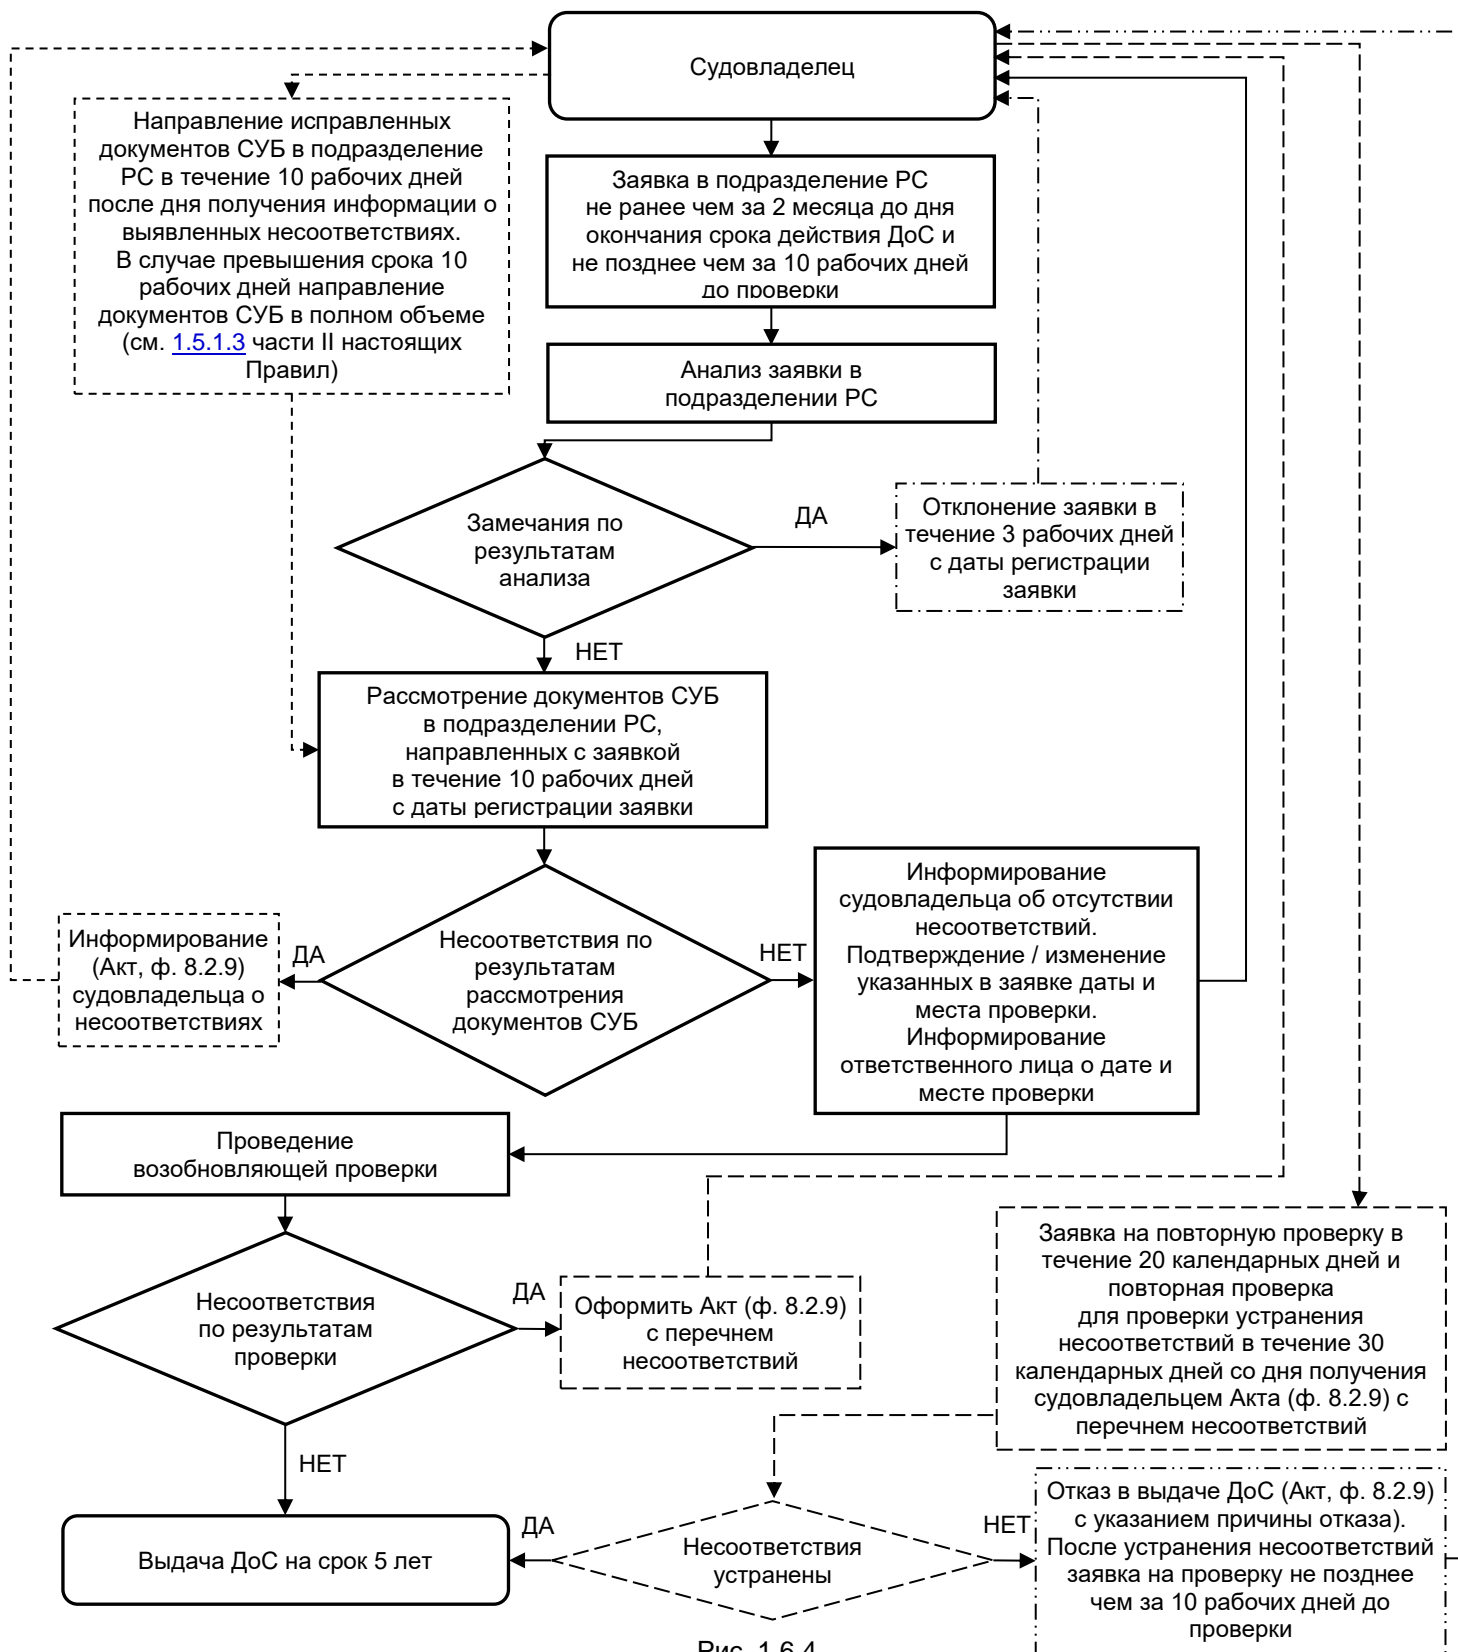 Судовладелец
Направление исправленных
документов СУБ в подразделение
РС в течение 10 рабочих дней
после дня получения информации о
выявленных несоответствиях.
В случае превышения срока 10
рабочих дней направление
документов СУБ в полном объеме
(см. 1.5.1.3 части II настоящих
Правил)
Заявка в подразделение РС
не ранее чем за 2 месяца до дня
окончания срока действия ДоС и
не позднее чем за 10 рабочих дней
до проверки
Анализ заявки в
подразделении РС
Замечания по
результатам
анализа
ДА
Отклонение заявки в
течение 3 рабочих дней
с даты регистрации
заявки
НЕТ
Рассмотрение документов СУБ
в подразделении РС,
направленных с заявкой
в течение 10 рабочих дней
с даты регистрации заявки
Информирование
(Акт, ф. 8.2.9)
судовладельца о
несоответствиях
ДА
Несоответствия по
результатам
рассмотрения
документов СУБ
НЕТ
Информирование
судовладельца об отсутствии
несоответствий.
Подтверждение / изменение
указанных в заявке даты и
места проверки.
Информирование
ответственного лица о дате и
месте проверки
Проведение
возобновляющей проверки
Несоответствия
по результатам
проверки
ДА
Оформить Акт (ф. 8.2.9)
с перечнем
несоответствий
Заявка на повторную проверку в
течение 20 календарных дней и
повторная проверка
для проверки устранения
несоответствий в течение 30
календарных дней со дня получения
судовладельцем Акта (ф. 8.2.9) с
перечнем несоответствий
НЕТ
Выдача ДоС на срок 5 лет
ДА
Несоответствия
устранены
НЕТ
Отказ в выдаче ДоС (Акт, ф. 8.2.9)
с указанием причины отказа).
После устранения несоответствий
заявка на проверку не позднее
чем за 10 рабочих дней до
проверки
Рис. 1.6.4